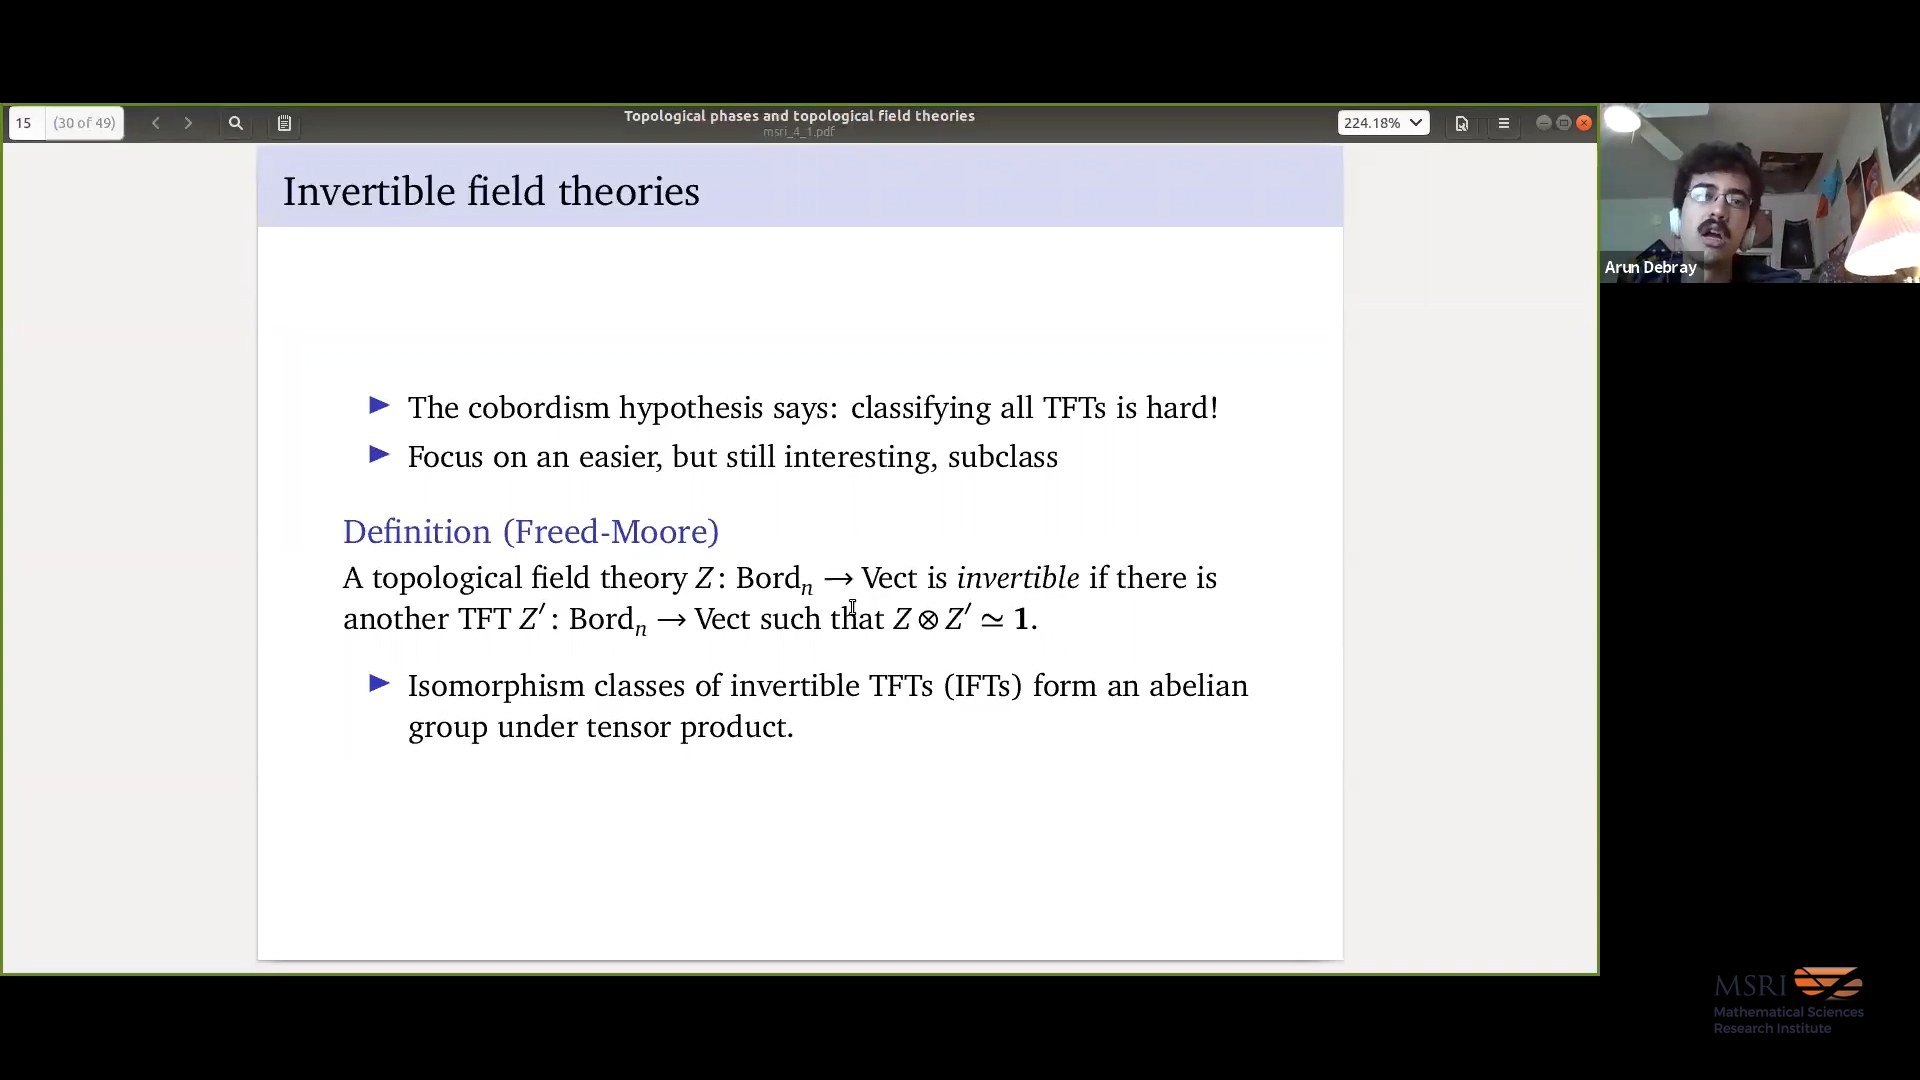 15 (30 of 49)
Topological phases and topological field theories
msri_4_1.pdf
224.18%
Invertible field theories
▶ The cobordism hypothesis says: classifying all TFTs is hard!
▶ Focus on an easier, but still interesting, subclass
Definition (Freed-Moore)
A topological field theory Z: Bordₙ → Vect is invertible if there is
another TFT Z′: Bordₙ → Vect such that Z ⊗ Z′ ≃ 1.
▶ Isomorphism classes of invertible TFTs (IFTs) form an abelian
group under tensor product.
Arun Debray
MSRI
Mathematical Sciences
Research Institute